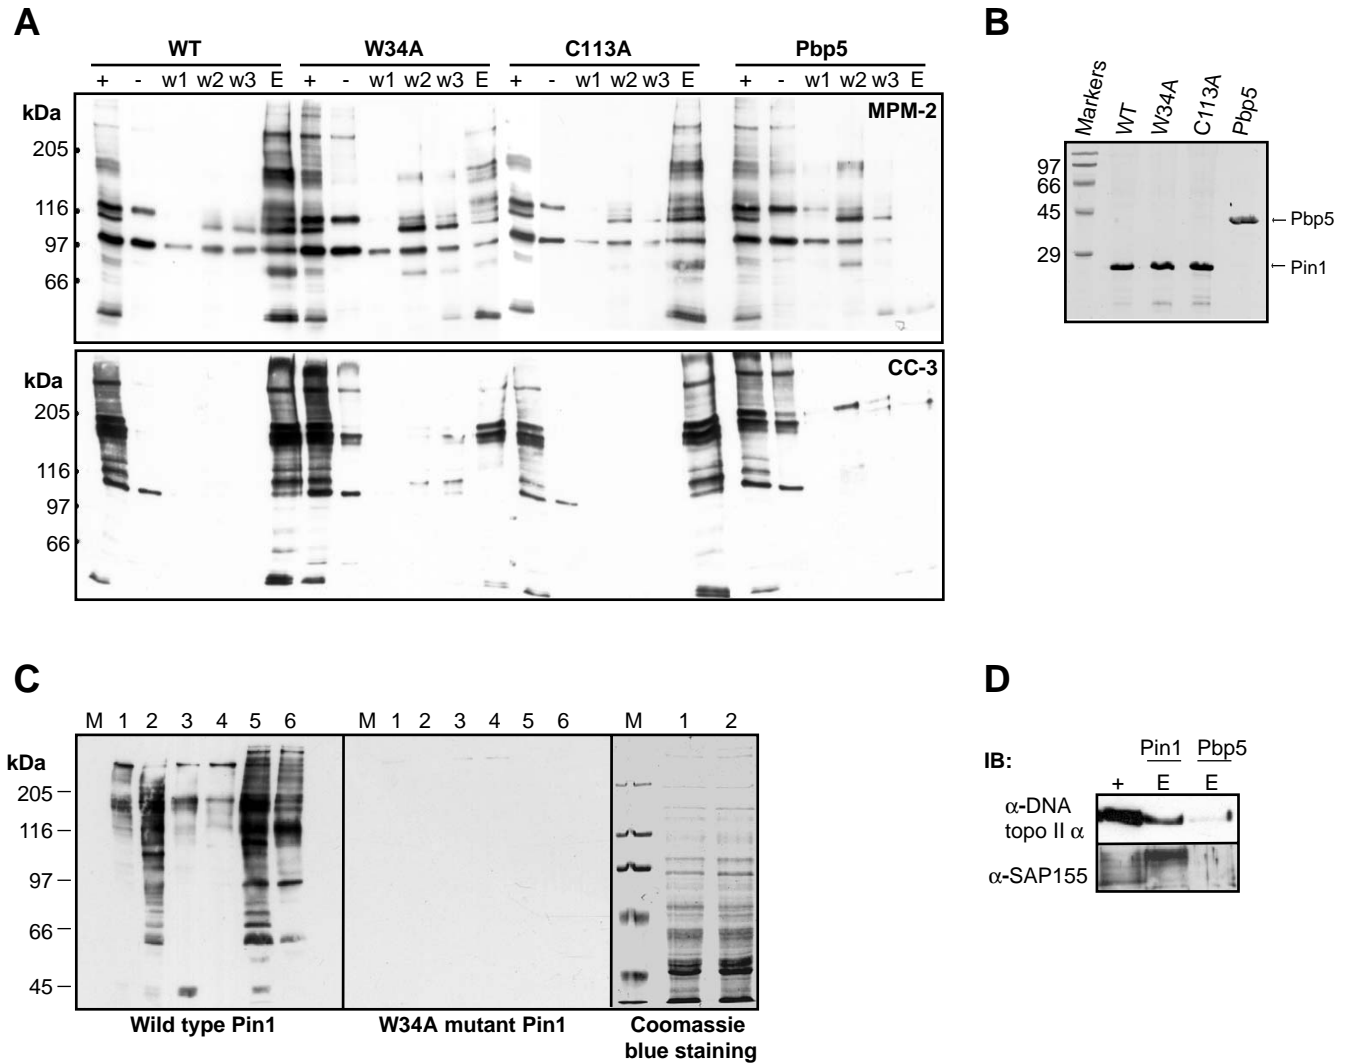 A
WT W34A C113A Pbp5
+ - w1 w2 w3 E + - w1 w2 w3 E + - w1 w2 w3 E + - w1 w2 w3 E
kDa
MPM-2
205
116
97
66
kDa
CC-3
205
116
97
66
B
Markers WT W34A C113A Pbp5
97
66
45
29
Pbp5
Pin1
C
M 1 2 3 4 5 6 M 1 2 3 4 5 6 M 1 2
kDa
205
116
97
66
45
Wild type Pin1 W34A mutant Pin1 Coomassie
blue staining
D
Pin1 Pbp5
IB:
+ E E
α-DNA
topo II α
α-SAP155